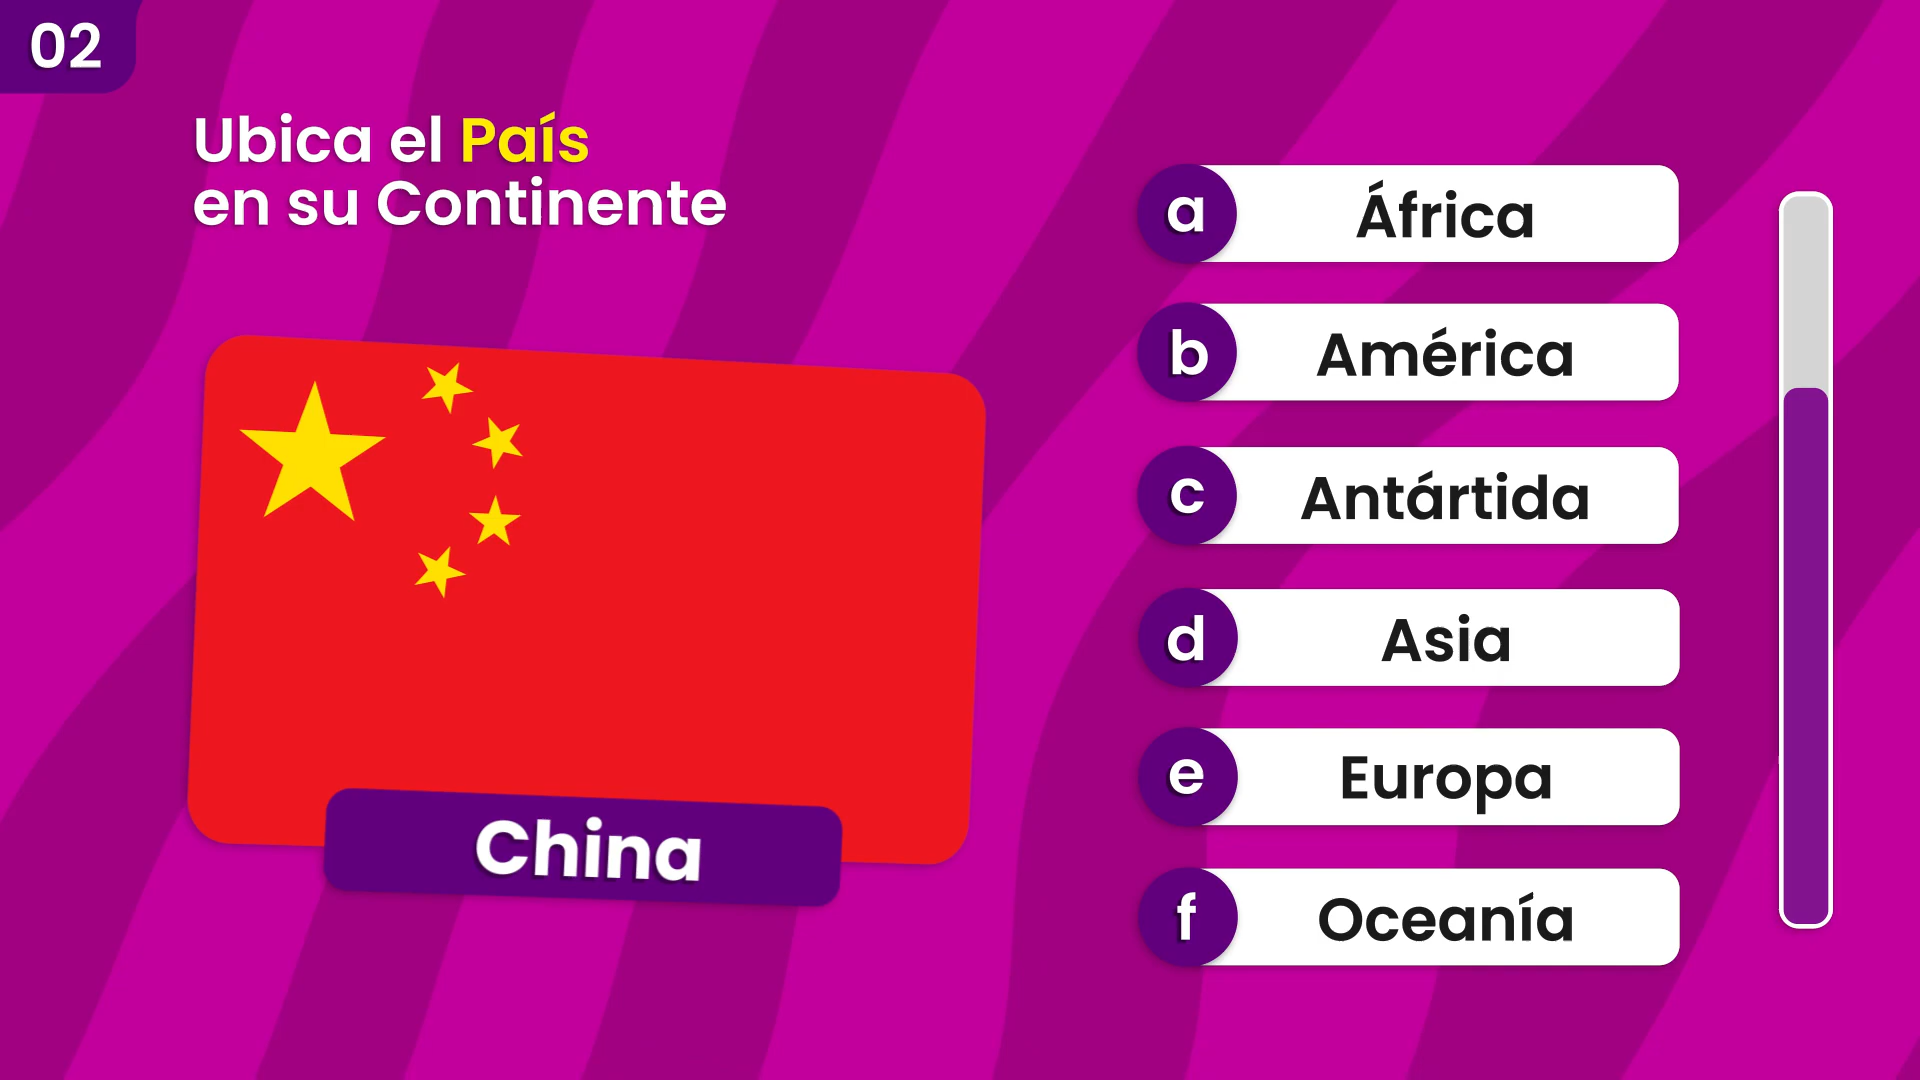 02
Ubica el País
en su Continente
China
a África
b América
c Antártida
d Asia
e Europa
f Oceanía